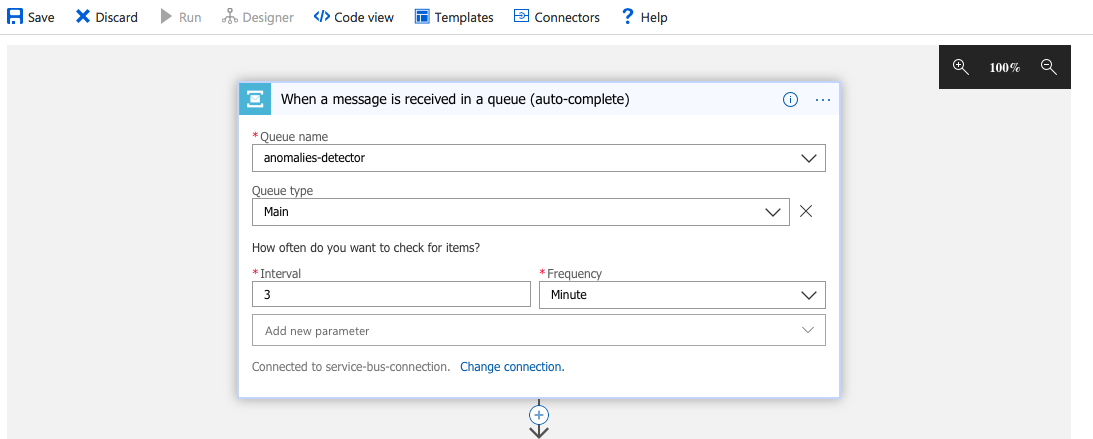 Save Discard Run Designer Code view Templates Connectors Help
100%
When a message is received in a queue (auto-complete)
*Queue name
anomalies-detector
Queue type
Main
How often do you want to check for items?
*Interval *Frequency
3 Minute
Add new parameter
Connected to service-bus-connection. Change connection.